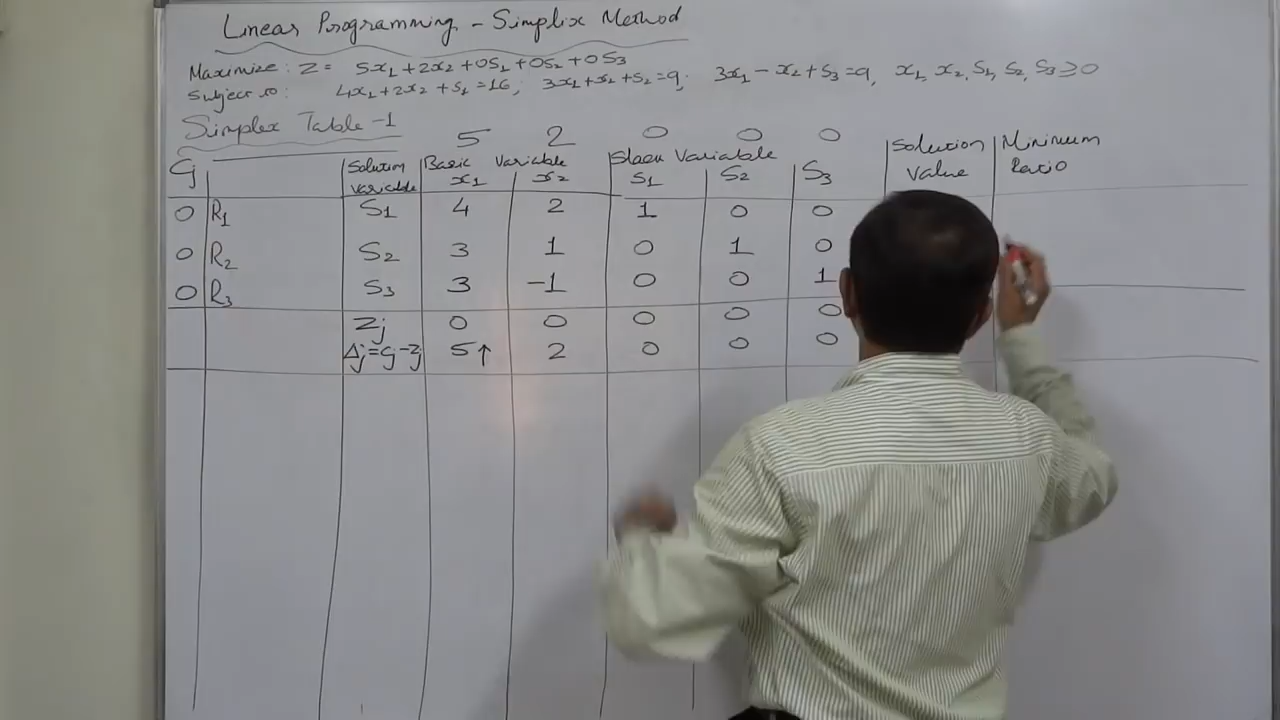 Linear Programming - Simplix Method
Maximize: Z = 5x1 + 2x2 + 0S1 + 0S2 + 0S3
Subject to: 4x1 + 2x2 + S1 = 16; 3x1 + x2 + S2 = 9; 3x1 - x2 + S3 = 9, x1, x2, S1, S2, S3 ≥ 0
Simplex Table -1
5 2 0 0 0
Cj Solution variable Basic Variable Slack Variable Solution Value Minimum Ratio
x1 x2 S1 S2 S3
0 R1 S1 4 2 1 0 0
0 R2 S2 3 1 0 1 0
0 R3 S3 3 -1 0 0 1
Zj 0 0 0 0 0
Δj = Cj - Zj 5↑ 2 0 0 0